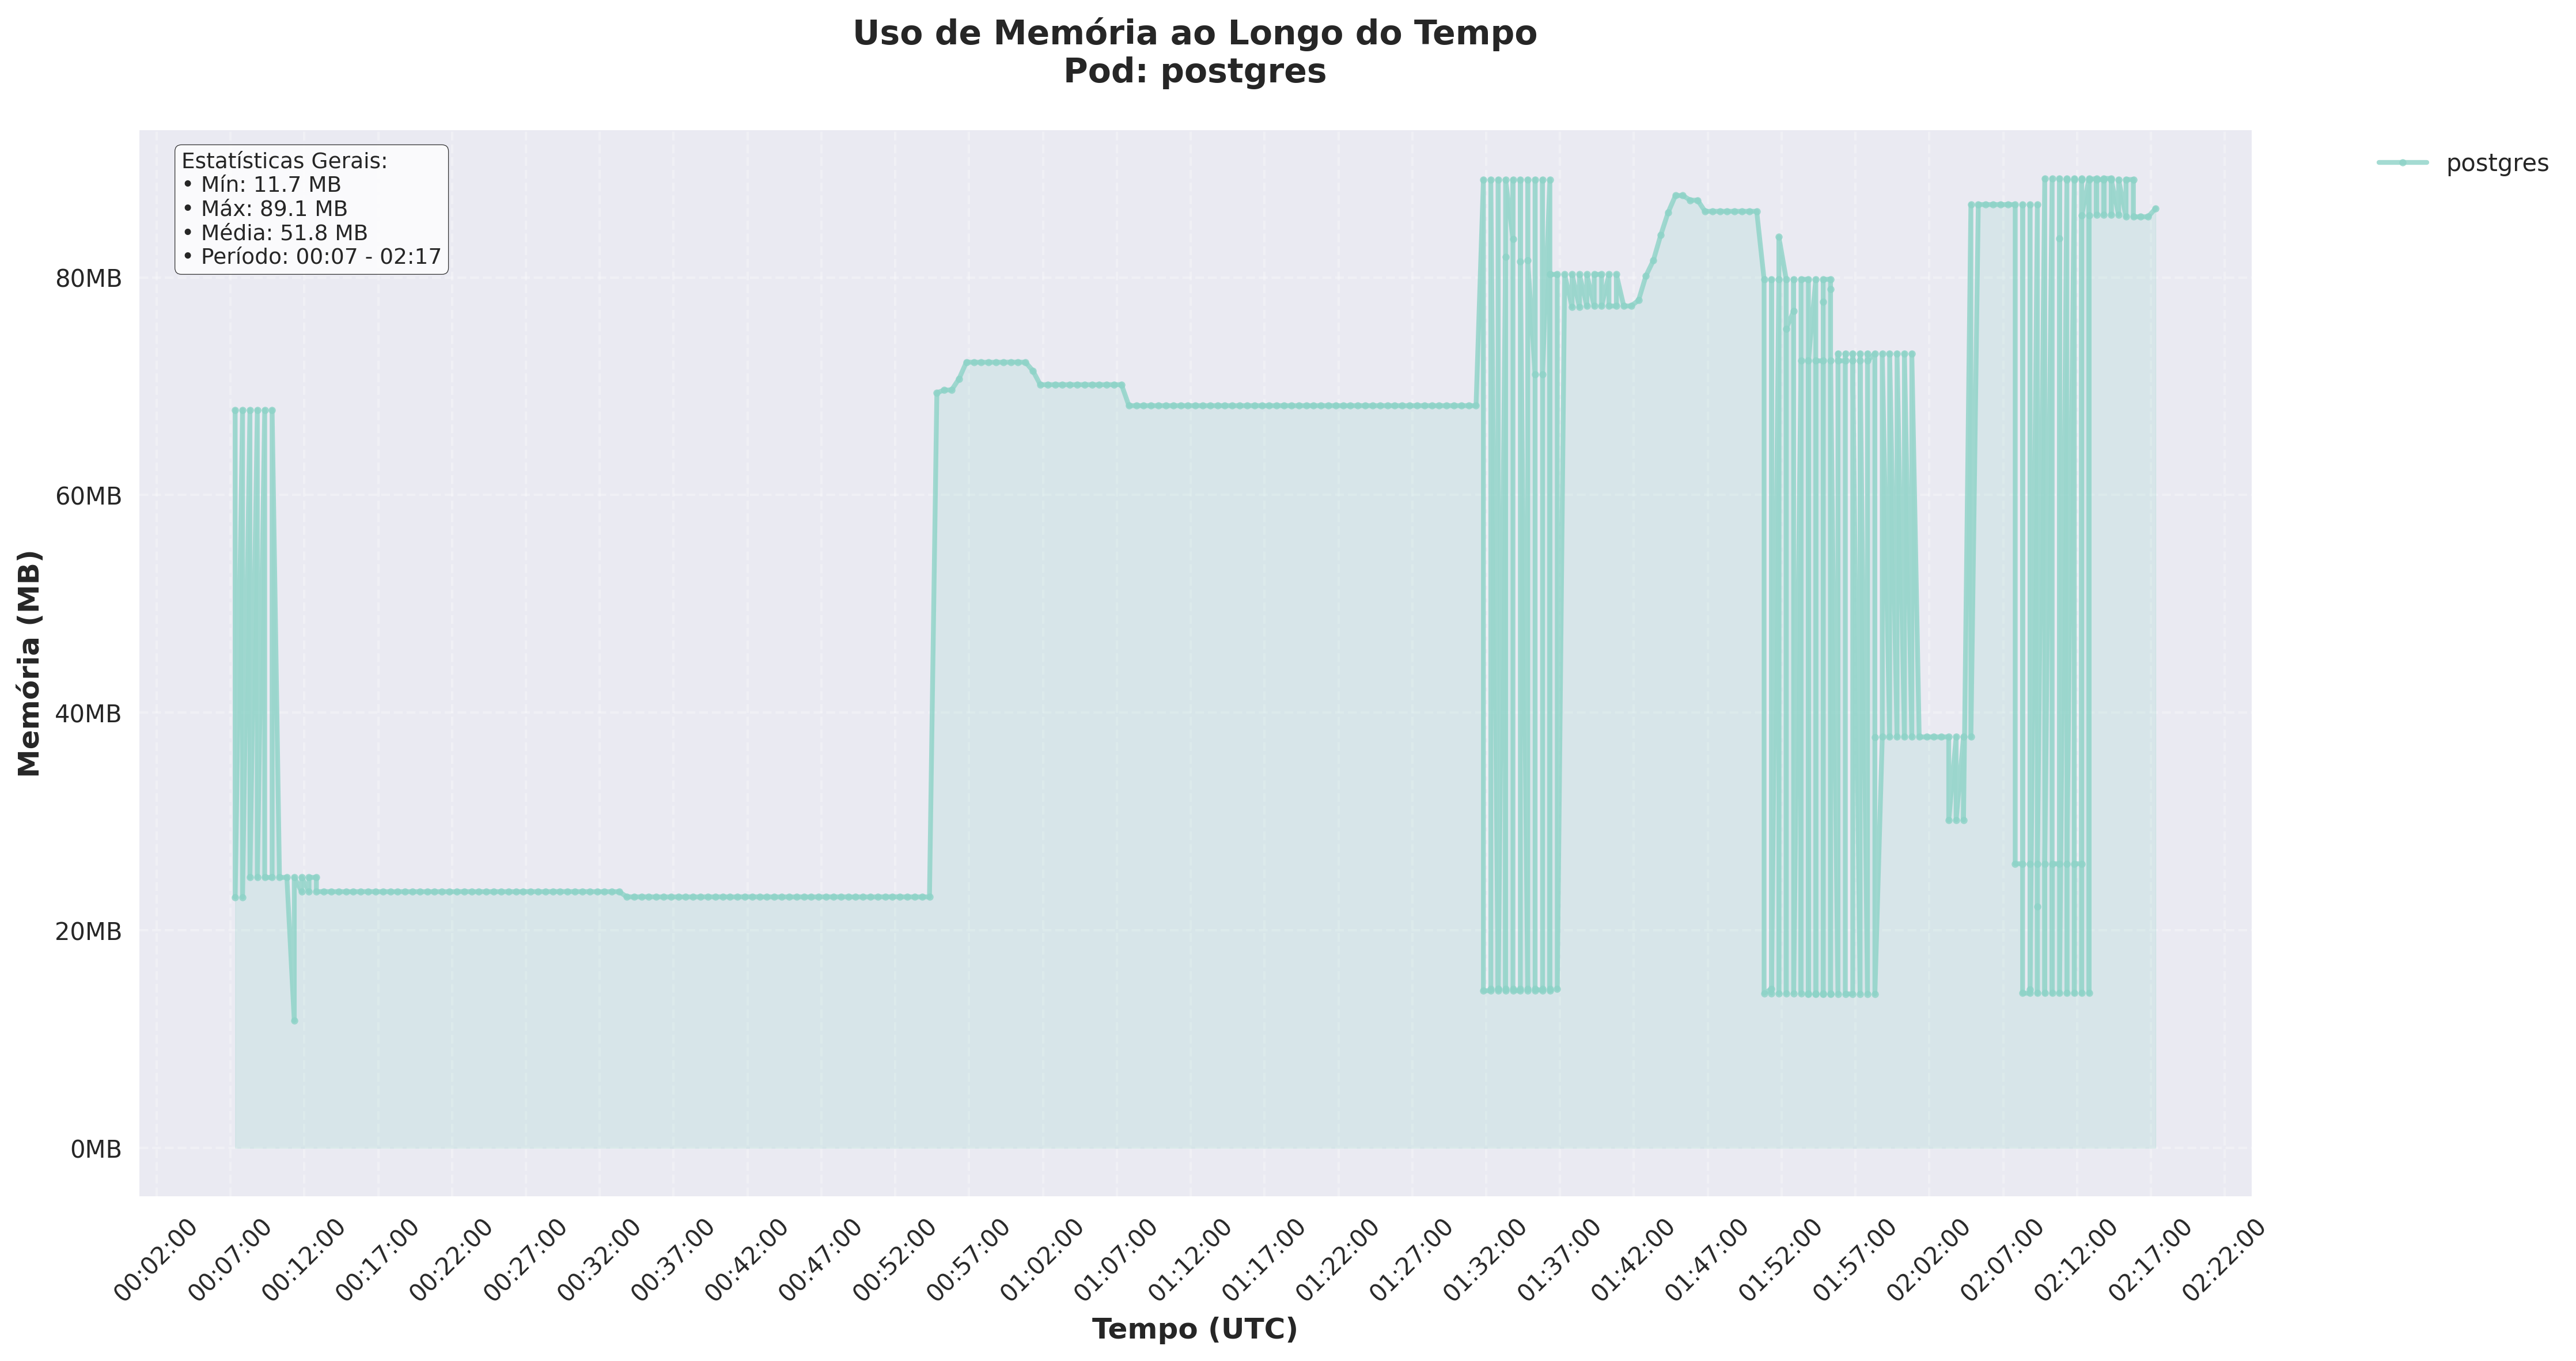 Uso de Memória ao Longo do Tempo
Pod: postgres
Estatísticas Gerais:
• Mín: 11.7 MB
• Máx: 89.1 MB
• Média: 51.8 MB
• Período: 00:07 - 02:17
postgres
Memória (MB)
80MB
60MB
40MB
20MB
0MB
00:02:00
00:07:00
00:12:00
00:17:00
00:22:00
00:27:00
00:32:00
00:37:00
00:42:00
00:47:00
00:52:00
00:57:00
01:02:00
01:07:00
01:12:00
01:17:00
01:22:00
01:27:00
01:32:00
01:37:00
01:42:00
01:47:00
01:52:00
01:57:00
02:02:00
02:07:00
02:12:00
02:17:00
02:22:00
Tempo (UTC)